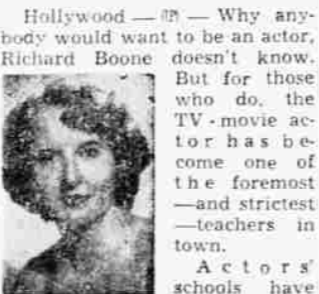 Hollywood — (AP) — Why any-
body would want to be an actor,
Richard Boone doesn't know.
But for those
who do, the
TV - movie ac-
tor has be-
come one of
the foremost
—and strictest
—teachers in
town.
Actors'
schools have